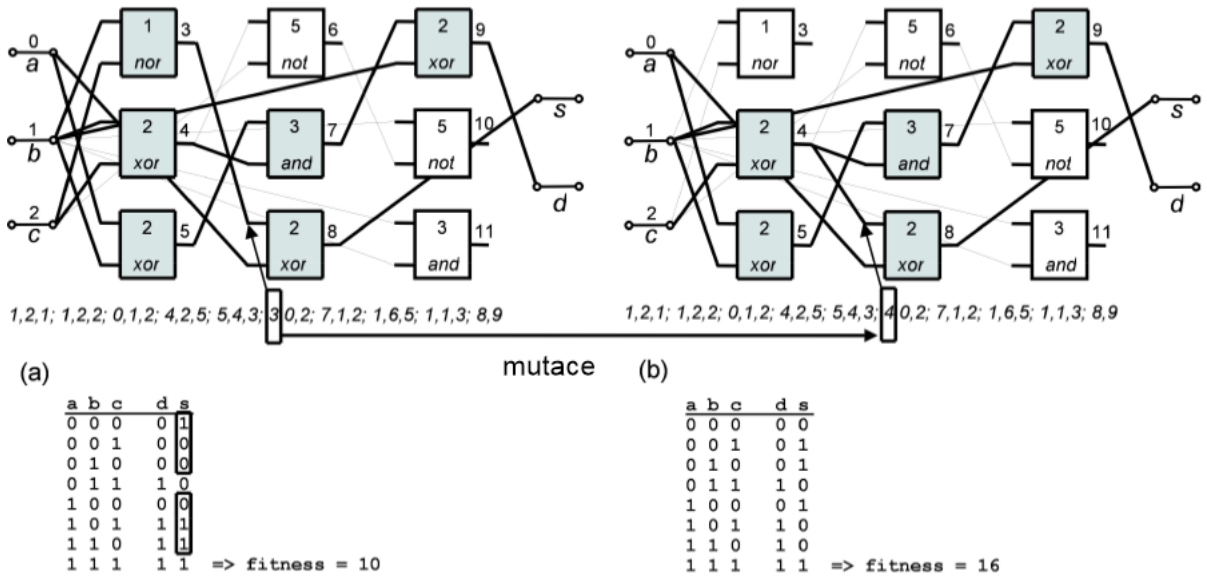 0
a
1
b
2
c
1
nor
3
2
xor
4
2
xor
5
5
not
6
3
and
7
2
xor
8
2
xor
9
5
not
10
3
and
11
s
d
1,2,1; 1,2,2; 0,1,2; 4,2,5; 5,4,3; 3 0,2; 7,1,2; 1,6,5; 1,1,3; 8,9
0
a
1
b
2
c
1
nor
3
2
xor
4
2
xor
5
5
not
6
3
and
7
2
xor
8
2
xor
9
5
not
10
3
and
11
s
d
1,2,1; 1,2,2; 0,1,2; 4,2,5; 5,4,3; 4 0,2; 7,1,2; 1,6,5; 1,1,3; 8,9
mutace
(a)
a b c d s
0 0 0 0 1
0 0 1 0 0
0 1 0 0 0
0 1 1 1 0
1 0 0 0 0
1 0 1 1 1
1 1 0 1 1
1 1 1 1 1 => fitness = 10
(b)
a b c d s
0 0 0 0 0
0 0 1 0 1
0 1 0 0 1
0 1 1 1 0
1 0 0 0 1
1 0 1 1 0
1 1 0 1 0
1 1 1 1 1 => fitness = 16